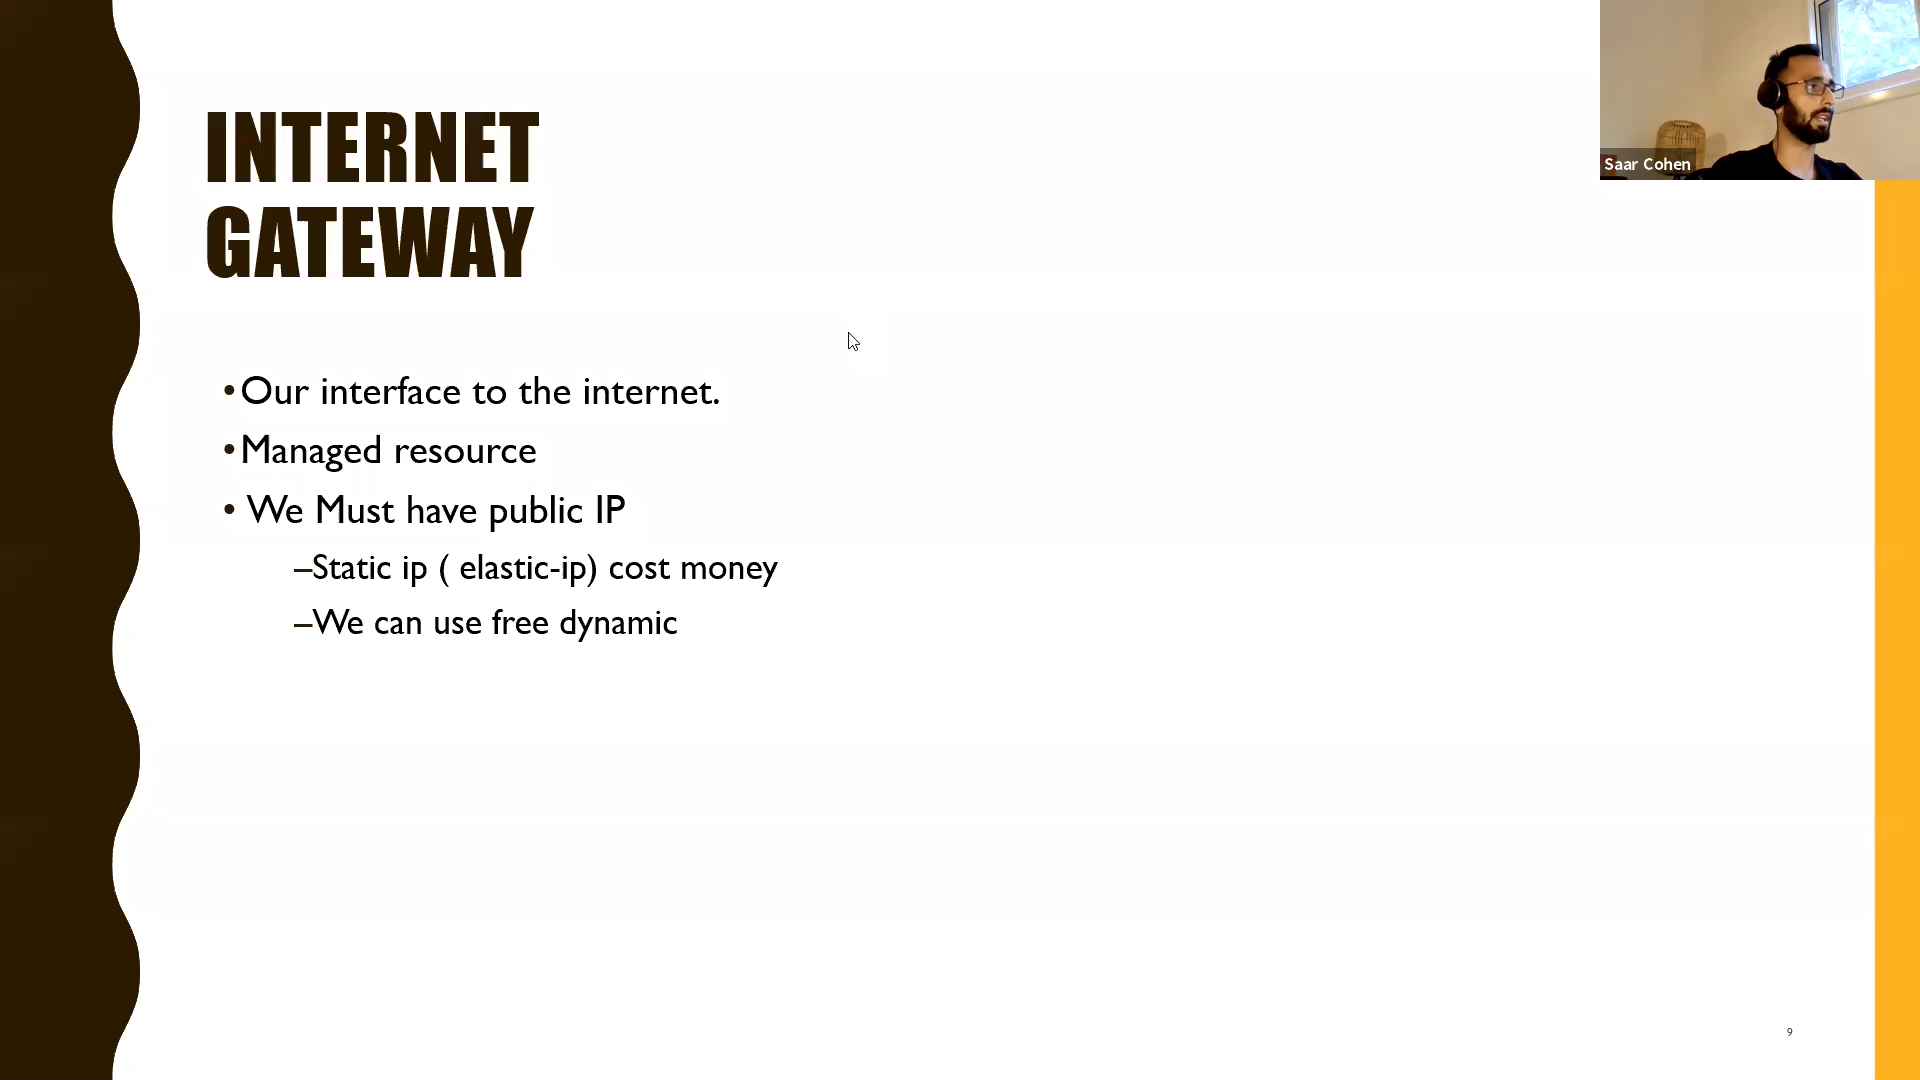 INTERNET
GATEWAY
•Our interface to the internet.
•Managed resource
• We Must have public IP
–Static ip ( elastic-ip) cost money
–We can use free dynamic
Saar Cohen
9